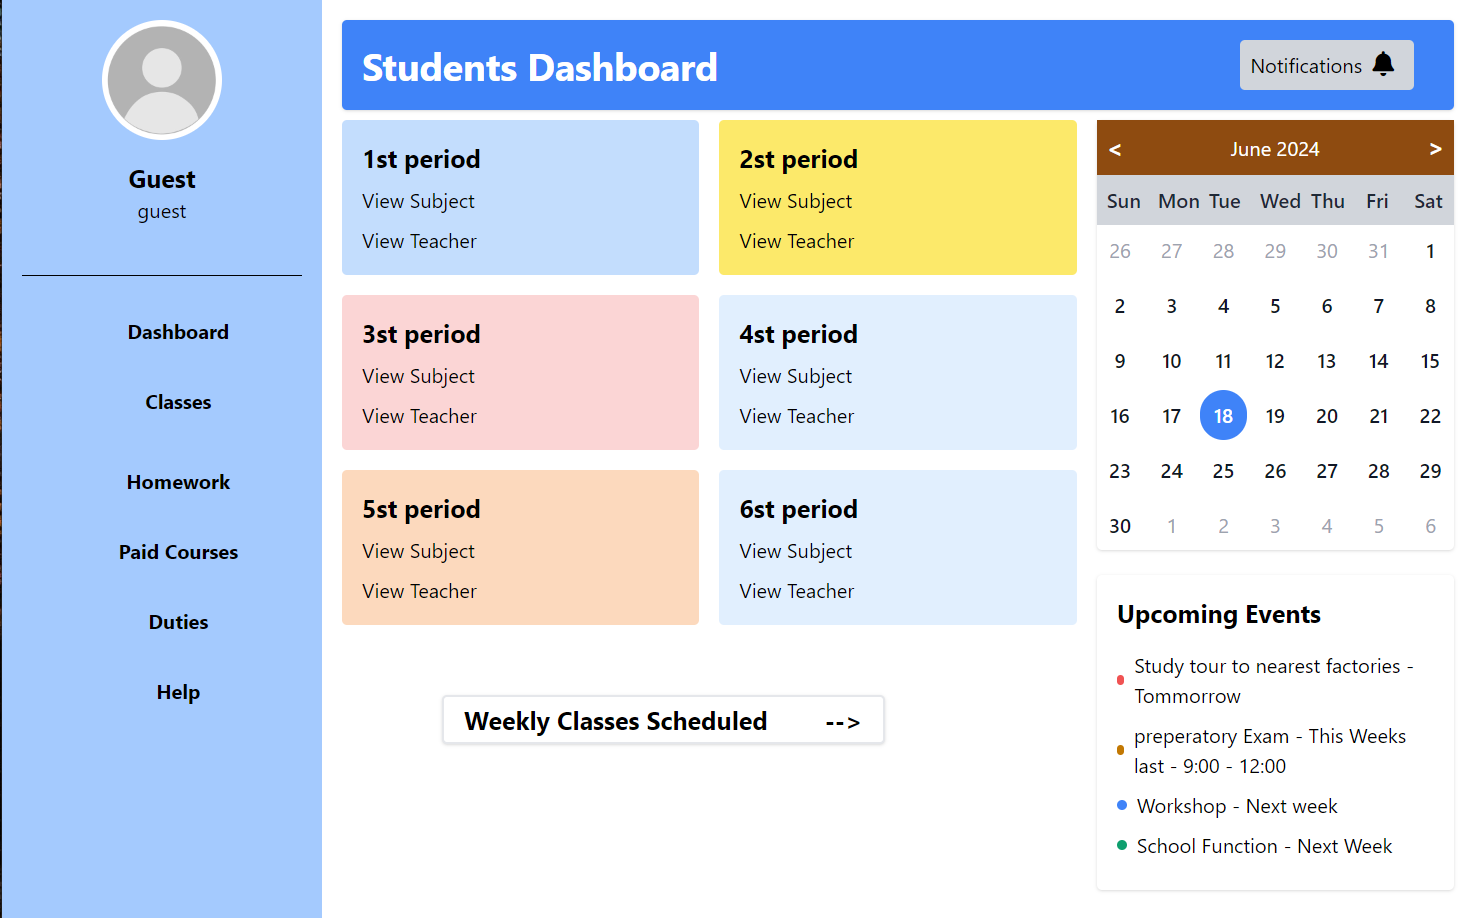 Guest
guest
Dashboard
Classes
Homework
Paid Courses
Duties
Help
Students Dashboard
Notifications
1st period
View Subject
View Teacher
2st period
View Subject
View Teacher
3st period
View Subject
View Teacher
4st period
View Subject
View Teacher
5st period
View Subject
View Teacher
6st period
View Subject
View Teacher
Weekly Classes Scheduled -->
< June 2024 >
Sun Mon Tue Wed Thu Fri Sat
26 27 28 29 30 31 1
2 3 4 5 6 7 8
9 10 11 12 13 14 15
16 17 18 19 20 21 22
23 24 25 26 27 28 29
30 1 2 3 4 5 6
Upcoming Events
Study tour to nearest factories -
Tommorrow
preperatory Exam - This Weeks
last - 9:00 - 12:00
Workshop - Next week
School Function - Next Week